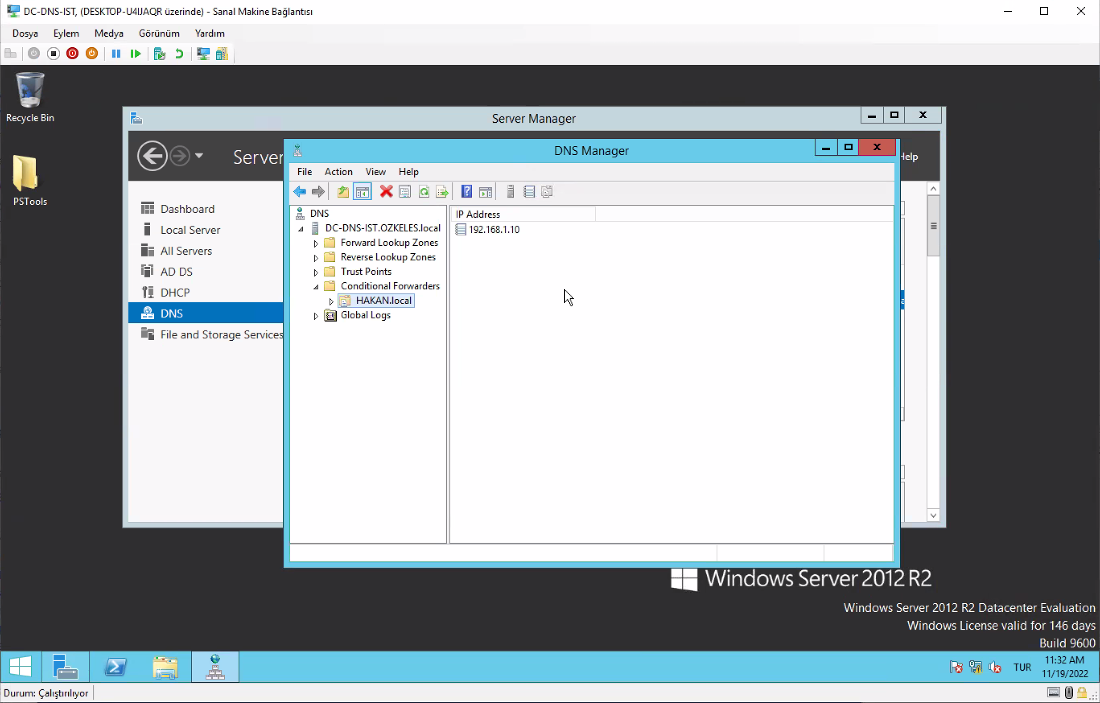 DC-DNS-IST, (DESKTOP-U4IJAQR üzerinde) - Sanal Makine Bağlantısı
Dosya Eylem Medya Görünüm Yardım
Recycle Bin
PSTools
Server Manager
Server
Help
Dashboard
Local Server
All Servers
AD DS
DHCP
DNS
File and Storage Services
DNS Manager
File Action View Help
DNS
DC-DNS-IST.OZKELES.local
Forward Lookup Zones
Reverse Lookup Zones
Trust Points
Conditional Forwarders
HAKAN.local
Global Logs
IP Address
192.168.1.10
Windows Server 2012 R2
Windows Server 2012 R2 Datacenter Evaluation
Windows License valid for 146 days
Build 9600
TUR
11:32 AM
11/19/2022
Durum: Çalıştırılıyor